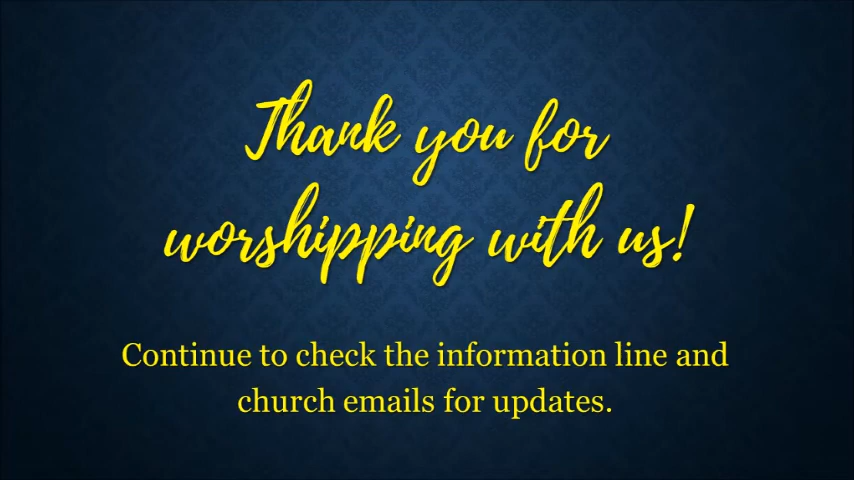 Thank you for
worshipping with us!
Continue to check the information line and
church emails for updates.